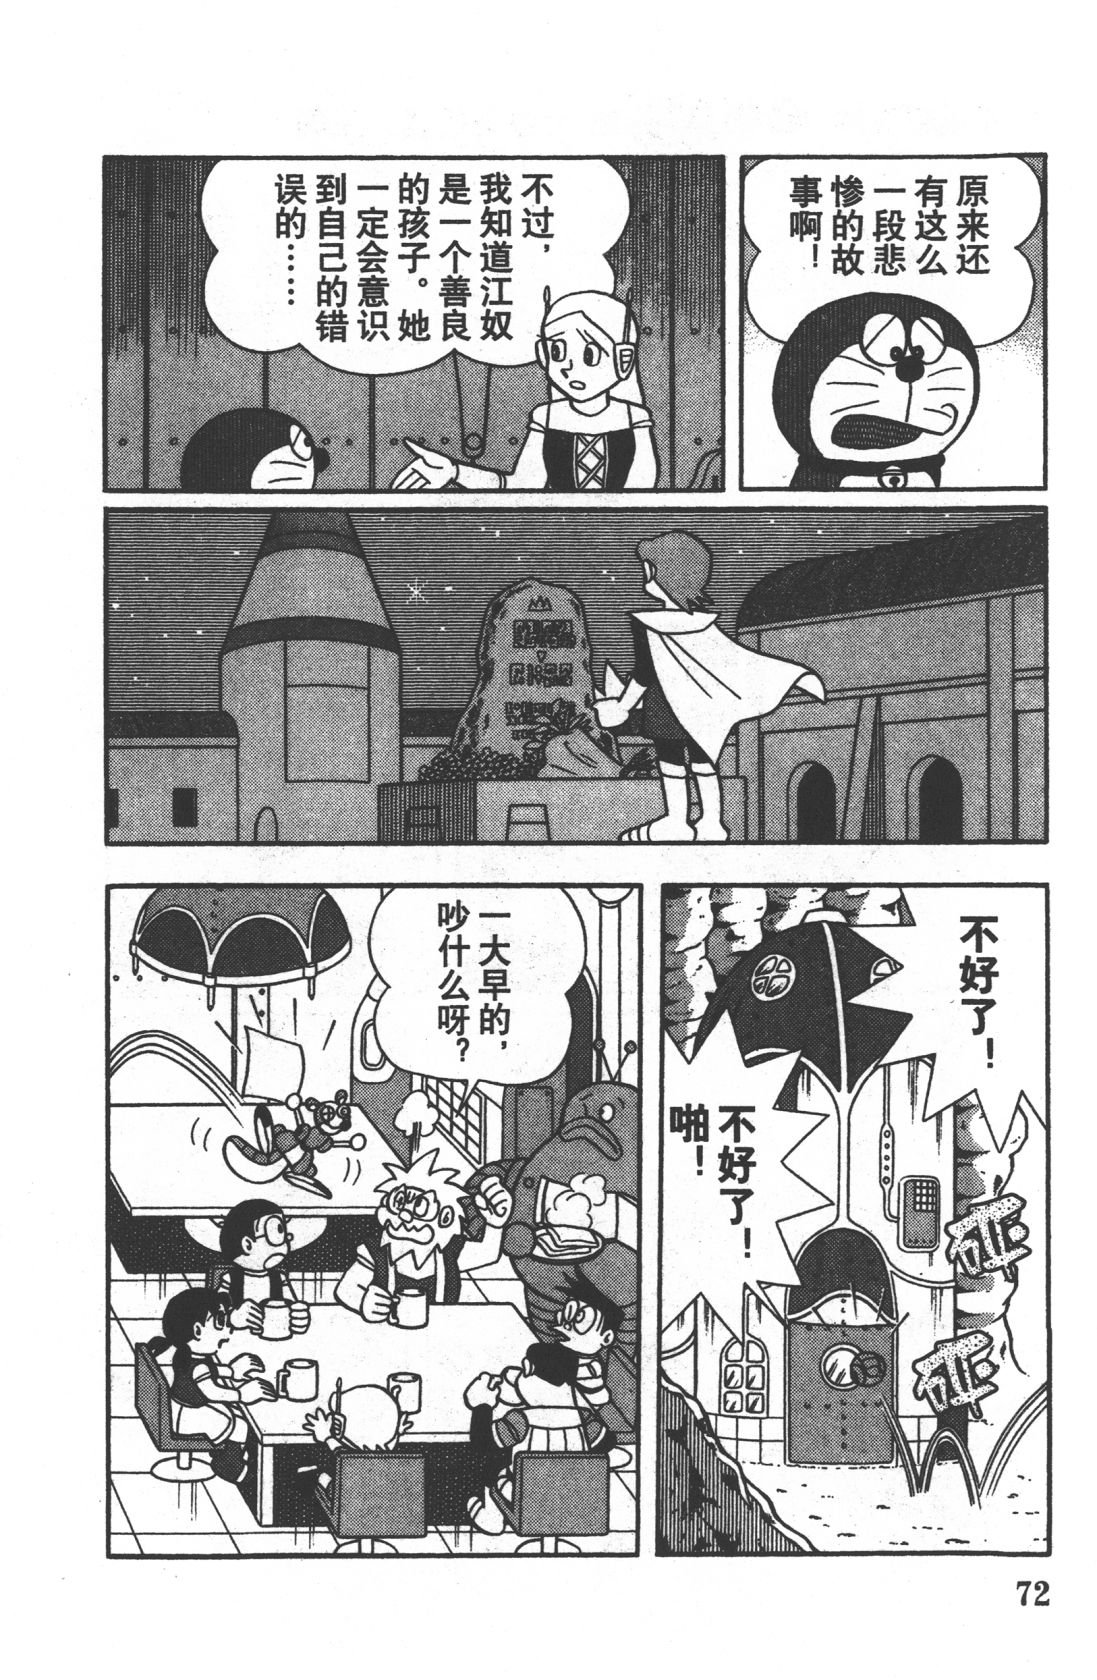 原来还
有这么
一段悲
惨的故
事啊！
不过，
我知道江奴
是一个善良
的孩子。她
一定会意识
到自己的错
误的……
不好了！
不好了！
啪！
砰
砰
一大早的，
吵什么呀？
72